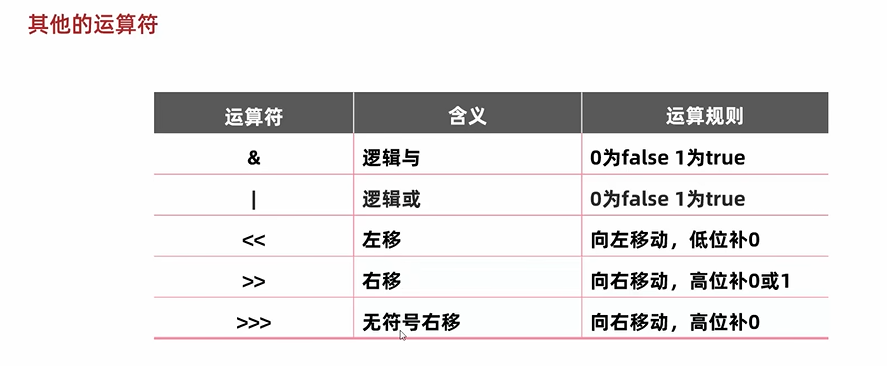 其他的运算符
运算符 含义 运算规则
& 逻辑与 0为false 1为true
| 逻辑或 0为false 1为true
<< 左移 向左移动，低位补0
>> 右移 向右移动，高位补0或1
>>> 无符号右移 向右移动，高位补0